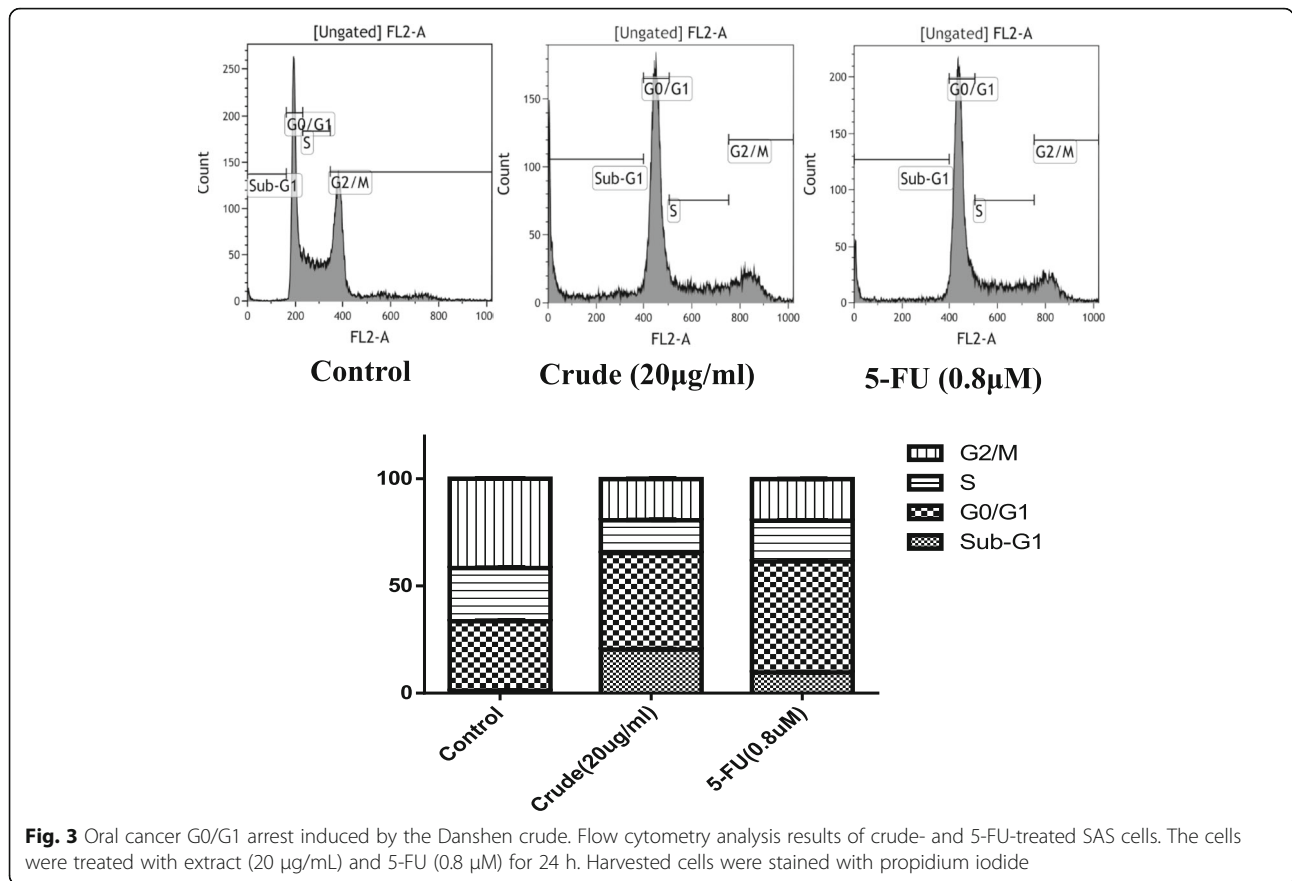 [Ungated] FL2-A
250
200
150
100
50
0
Count
G0/G1
S
Sub-G1
G2/M
0 200 400 600 800 1000
FL2-A
Control
[Ungated] FL2-A
150
100
50
0
Count
G0/G1
G2/M
Sub-G1
S
0 200 400 600 800 1000
FL2-A
Crude (20µg/ml)
[Ungated] FL2-A
200
150
100
50
0
Count
G0/G1
G2/M
Sub-G1
S
0 200 400 600 800 1000
FL2-A
5-FU (0.8µM)
100
50
0
Control
Crude(20ug/ml)
5-FU(0.8uM)
G2/M
S
G0/G1
Sub-G1
Fig. 3 Oral cancer G0/G1 arrest induced by the Danshen crude. Flow cytometry analysis results of crude- and 5-FU-treated SAS cells. The cells
were treated with extract (20 µg/mL) and 5-FU (0.8 µM) for 24 h. Harvested cells were stained with propidium iodide